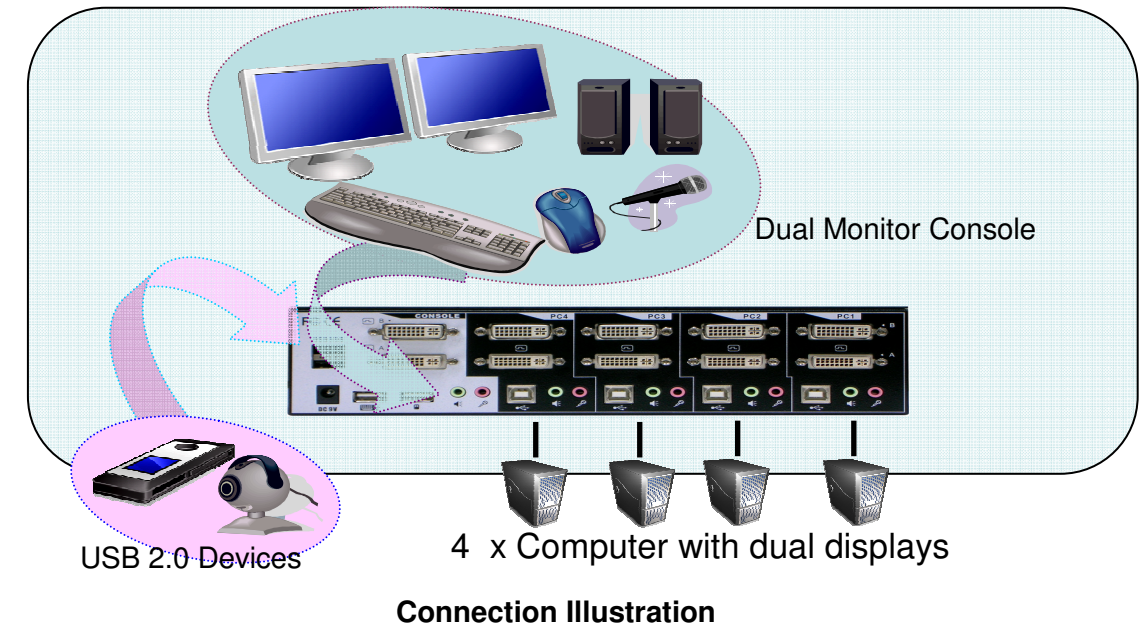 Dual Monitor Console
CONSOLE PC4 PC3 PC2 PC1
B B
A
DC 9V
USB 2.0 Devices
4 x Computer with dual displays
Connection Illustration